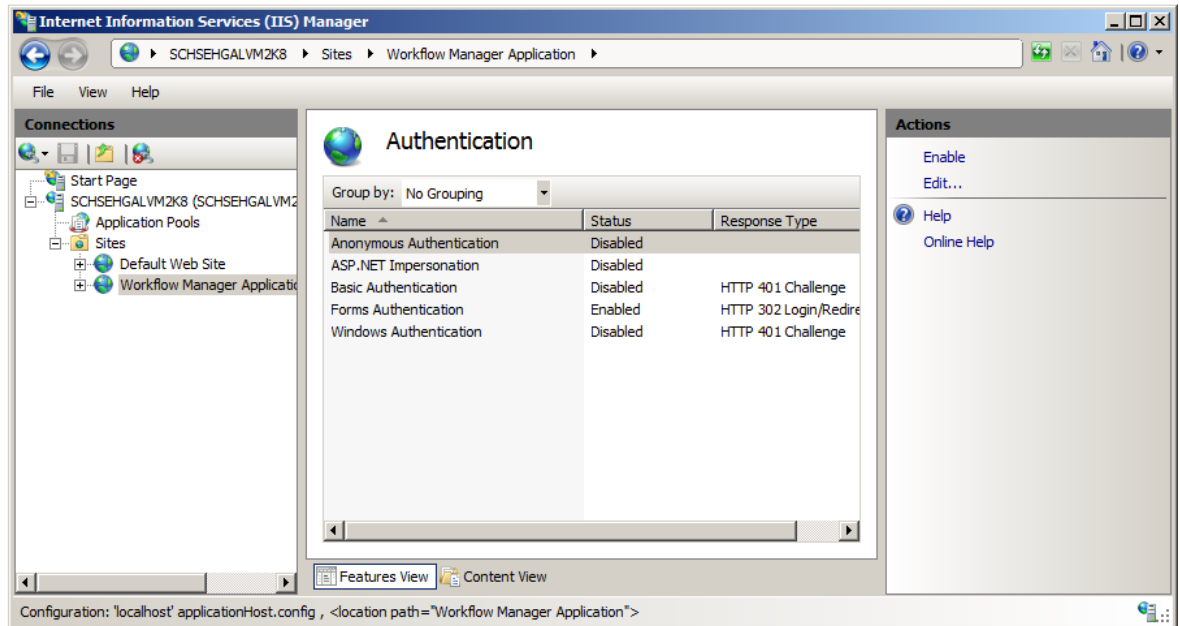 Internet Information Services (IIS) Manager
SCHSEHGALVM2K8 Sites Workflow Manager Application
File View Help
Connections
Start Page
SCHSEHGALVM2K8 (SCHSEHGALVM2
Application Pools
Sites
Default Web Site
Workflow Manager Applicatio
Authentication
Group by: No Grouping
Name Status Response Type
Anonymous Authentication Disabled
ASP.NET Impersonation Disabled
Basic Authentication Disabled HTTP 401 Challenge
Forms Authentication Enabled HTTP 302 Login/Redire
Windows Authentication Disabled HTTP 401 Challenge
Features View Content View
Actions
Enable
Edit...
Help
Online Help
Configuration: 'localhost' applicationHost.config , <location path="Workflow Manager Application">